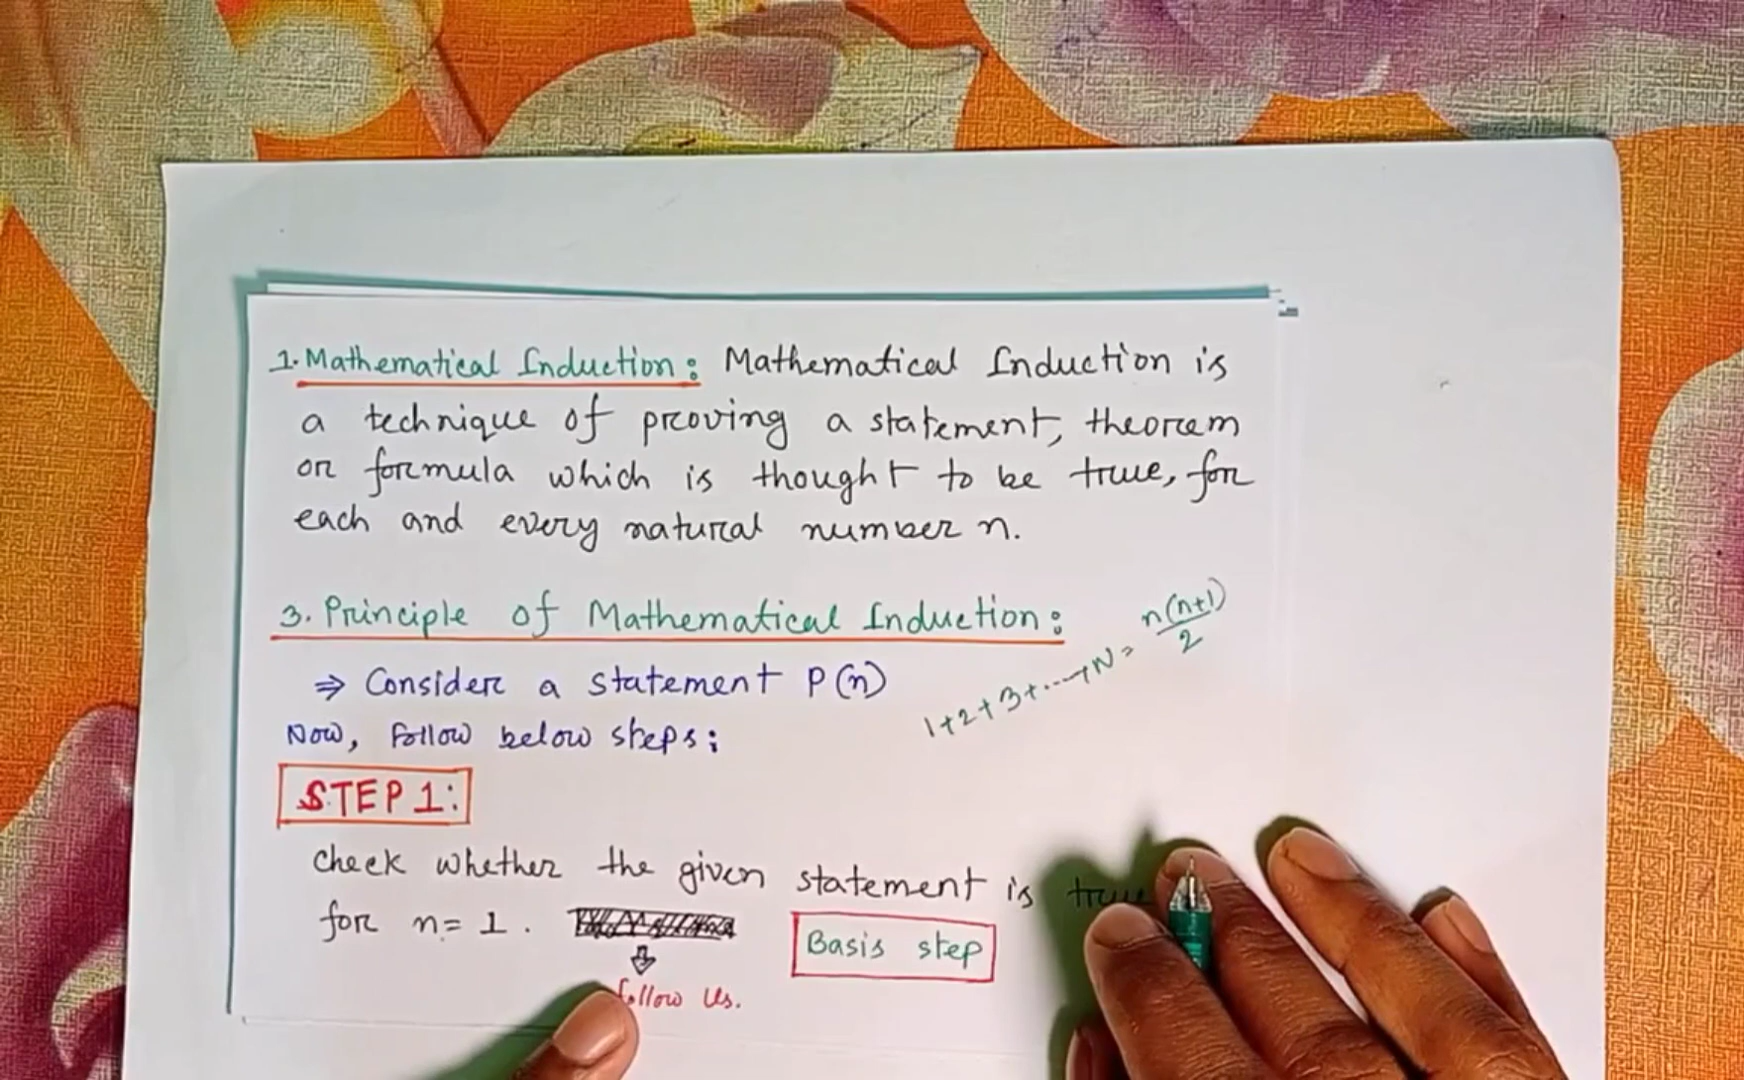 1. Mathematical Induction: Mathematical Induction is
a technique of proving a statement, theorem
or formula which is thought to be true, for
each and every natural number n.
3. Principle of Mathematical Induction:
⇒ Consider a statement P(n)
1+2+3+....+N = n(n+1)/2
Now, follow below steps:
STEP 1:
check whether the given statement is true
for n = 1.
Basis step
follow us.